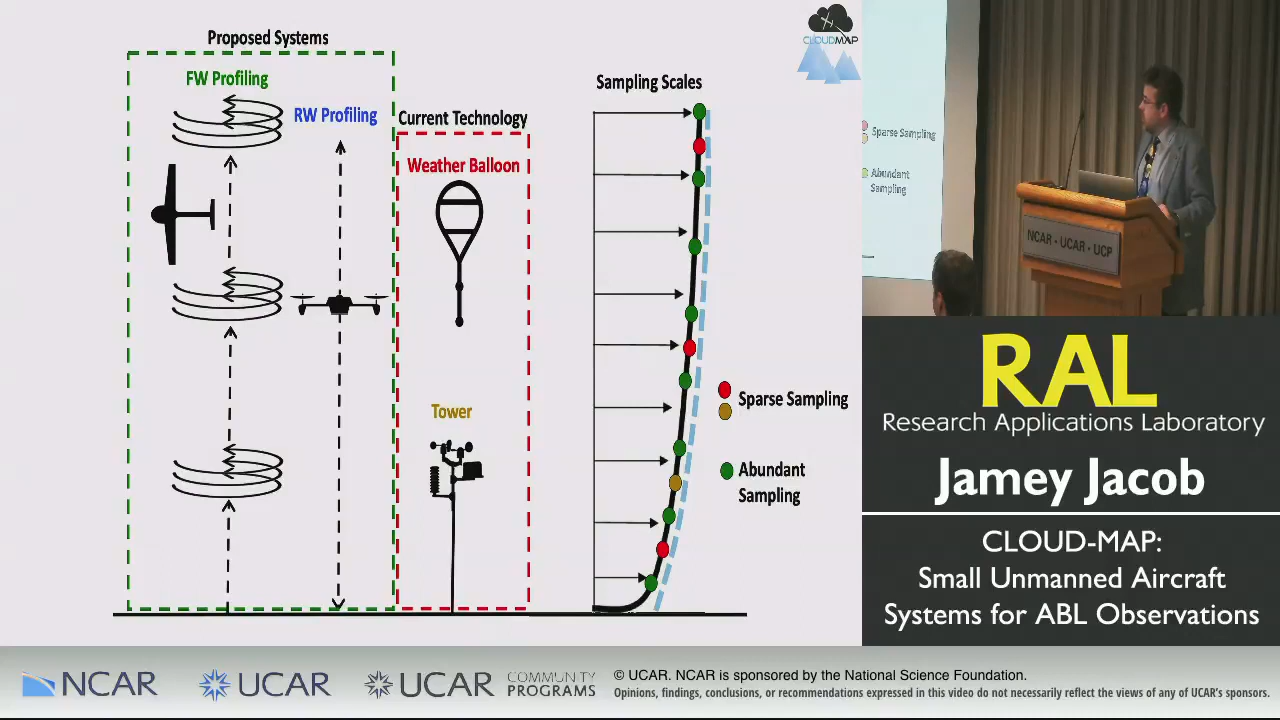 Proposed Systems
FW Profiling
RW Profiling
Current Technology
Weather Balloon
Tower
Sampling Scales
Sparse Sampling
Abundant
Sampling
CLOUDMAP
Sparse Sampling
Abundant
Sampling
NCAR • UCAR • UCP
RAL
Research Applications Laboratory
Jamey Jacob
CLOUD-MAP:
Small Unmanned Aircraft
Systems for ABL Observations
NCAR
UCAR
UCAR
COMMUNITY
PROGRAMS
© UCAR. NCAR is sponsored by the National Science Foundation.
Opinions, findings, conclusions, or recommendations expressed in this video do not necessarily reflect the views of any of UCAR's sponsors.